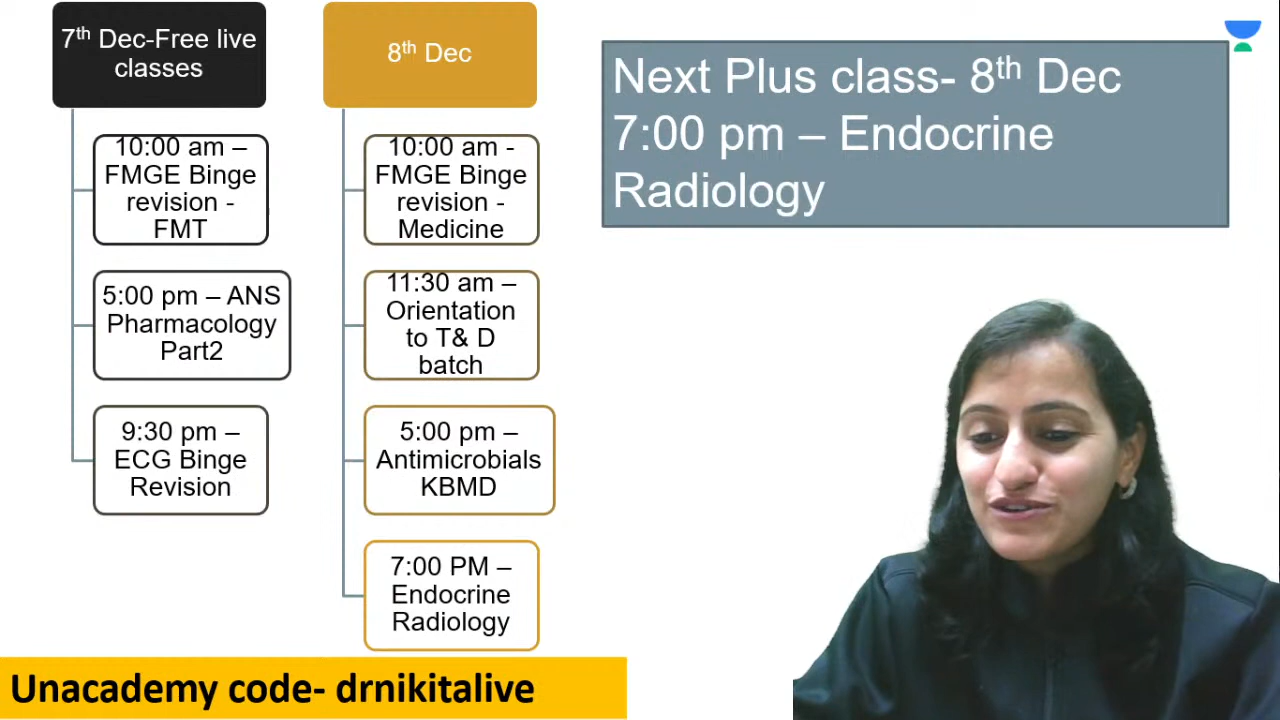 7th Dec-Free live
classes
10:00 am –
FMGE Binge
revision -
FMT
5:00 pm – ANS
Pharmacology
Part2
9:30 pm –
ECG Binge
Revision
8th Dec
10:00 am -
FMGE Binge
revision -
Medicine
11:30 am –
Orientation
to T& D
batch
5:00 pm –
Antimicrobials
KBMD
7:00 PM –
Endocrine
Radiology
Next Plus class- 8th Dec
7:00 pm – Endocrine
Radiology
Unacademy code- drnikitalive